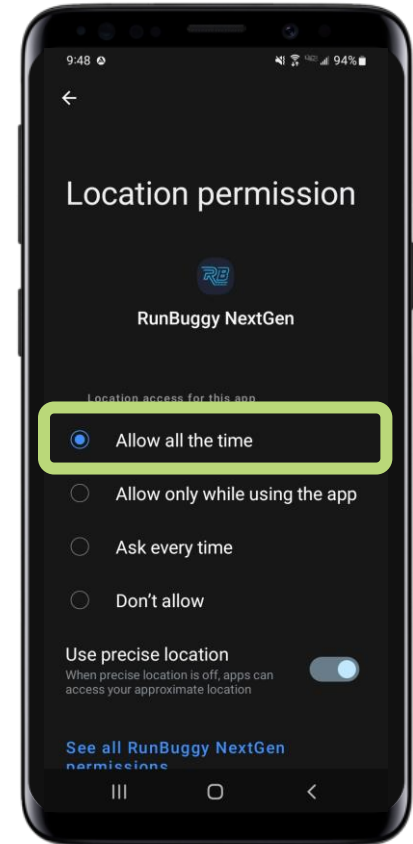 9:48
94%
Location permission
RB
RunBuggy NextGen
Location access for this app
Allow all the time
Allow only while using the app
Ask every time
Don't allow
Use precise location
When precise location is off, apps can
access your approximate location
See all RunBuggy NextGen
permissions